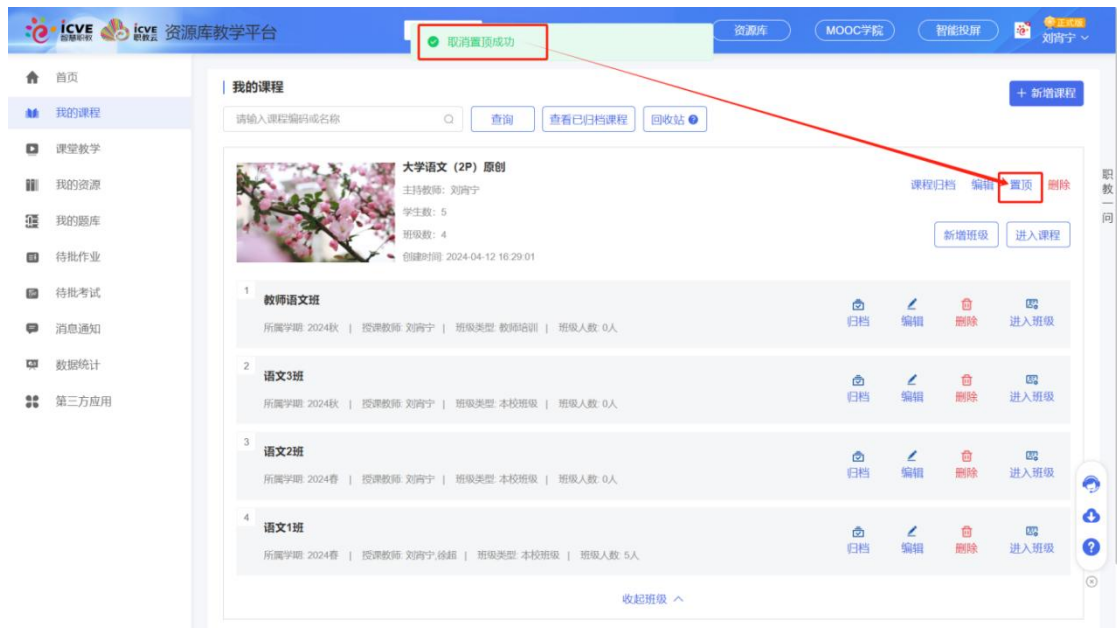 icve 智慧职教 icve 职教云 资源库教学平台
取消置顶成功
资源库 MOOC学院 智能投屏 正式版 刘宵宁
首页
我的课程
课堂教学
我的资源
我的题库
待批作业
待批考试
消息通知
数据统计
第三方应用
我的课程
+ 新增课程
请输入课程编码或名称 查询 查看已归档课程 回收站
大学语文（2P）原创
主持教师：刘宵宁
学生数：5
班级数：4
创建时间: 2024-04-12 16:29:01
课程归档 编辑 置顶 删除
新增班级 进入课程
1 教师语文班
所属学期: 2024秋 | 授课教师: 刘宵宁 | 班级类型: 教师培训 | 班级人数: 0人
归档 编辑 删除 进入班级
2 语文3班
所属学期: 2024秋 | 授课教师: 刘宵宁 | 班级类型: 本校班级 | 班级人数: 0人
归档 编辑 删除 进入班级
3 语文2班
所属学期: 2024春 | 授课教师: 刘宵宁 | 班级类型: 本校班级 | 班级人数: 0人
归档 编辑 删除 进入班级
4 语文1班
所属学期: 2024春 | 授课教师: 刘宵宁,徐超 | 班级类型: 本校班级 | 班级人数: 5人
归档 编辑 删除 进入班级
收起班级
职教一问